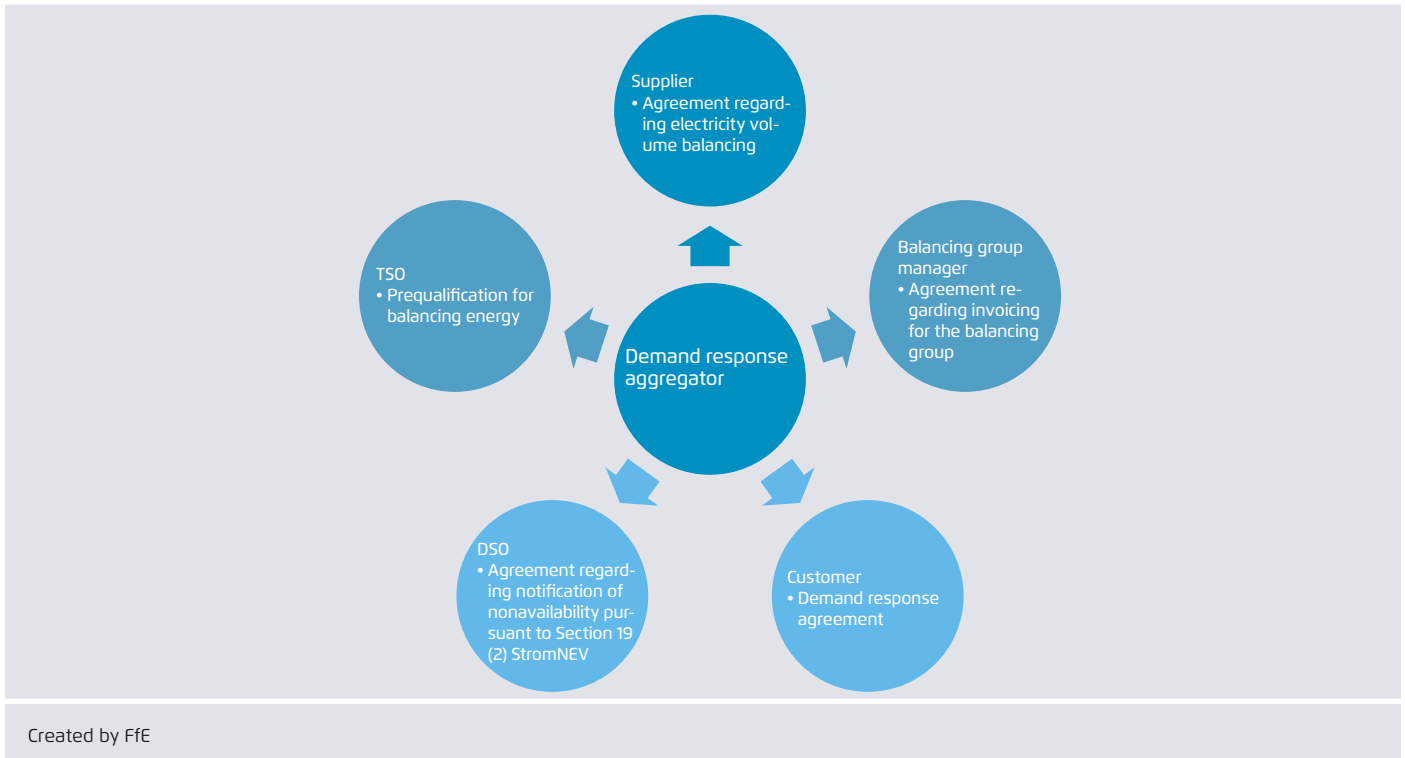 Supplier
• Agreement regard-
ing electricity vol-
ume balancing
TSO
• Prequalification for
balancing energy
Balancing group
manager
• Agreement re-
garding invoicing
for the balancing
group
Demand response
aggregator
DSO
• Agreement regard-
ing notification of
nonavailability pur-
suant to Section 19
(2) StromNEV
Customer
• Demand response
agreement
Created by FfE